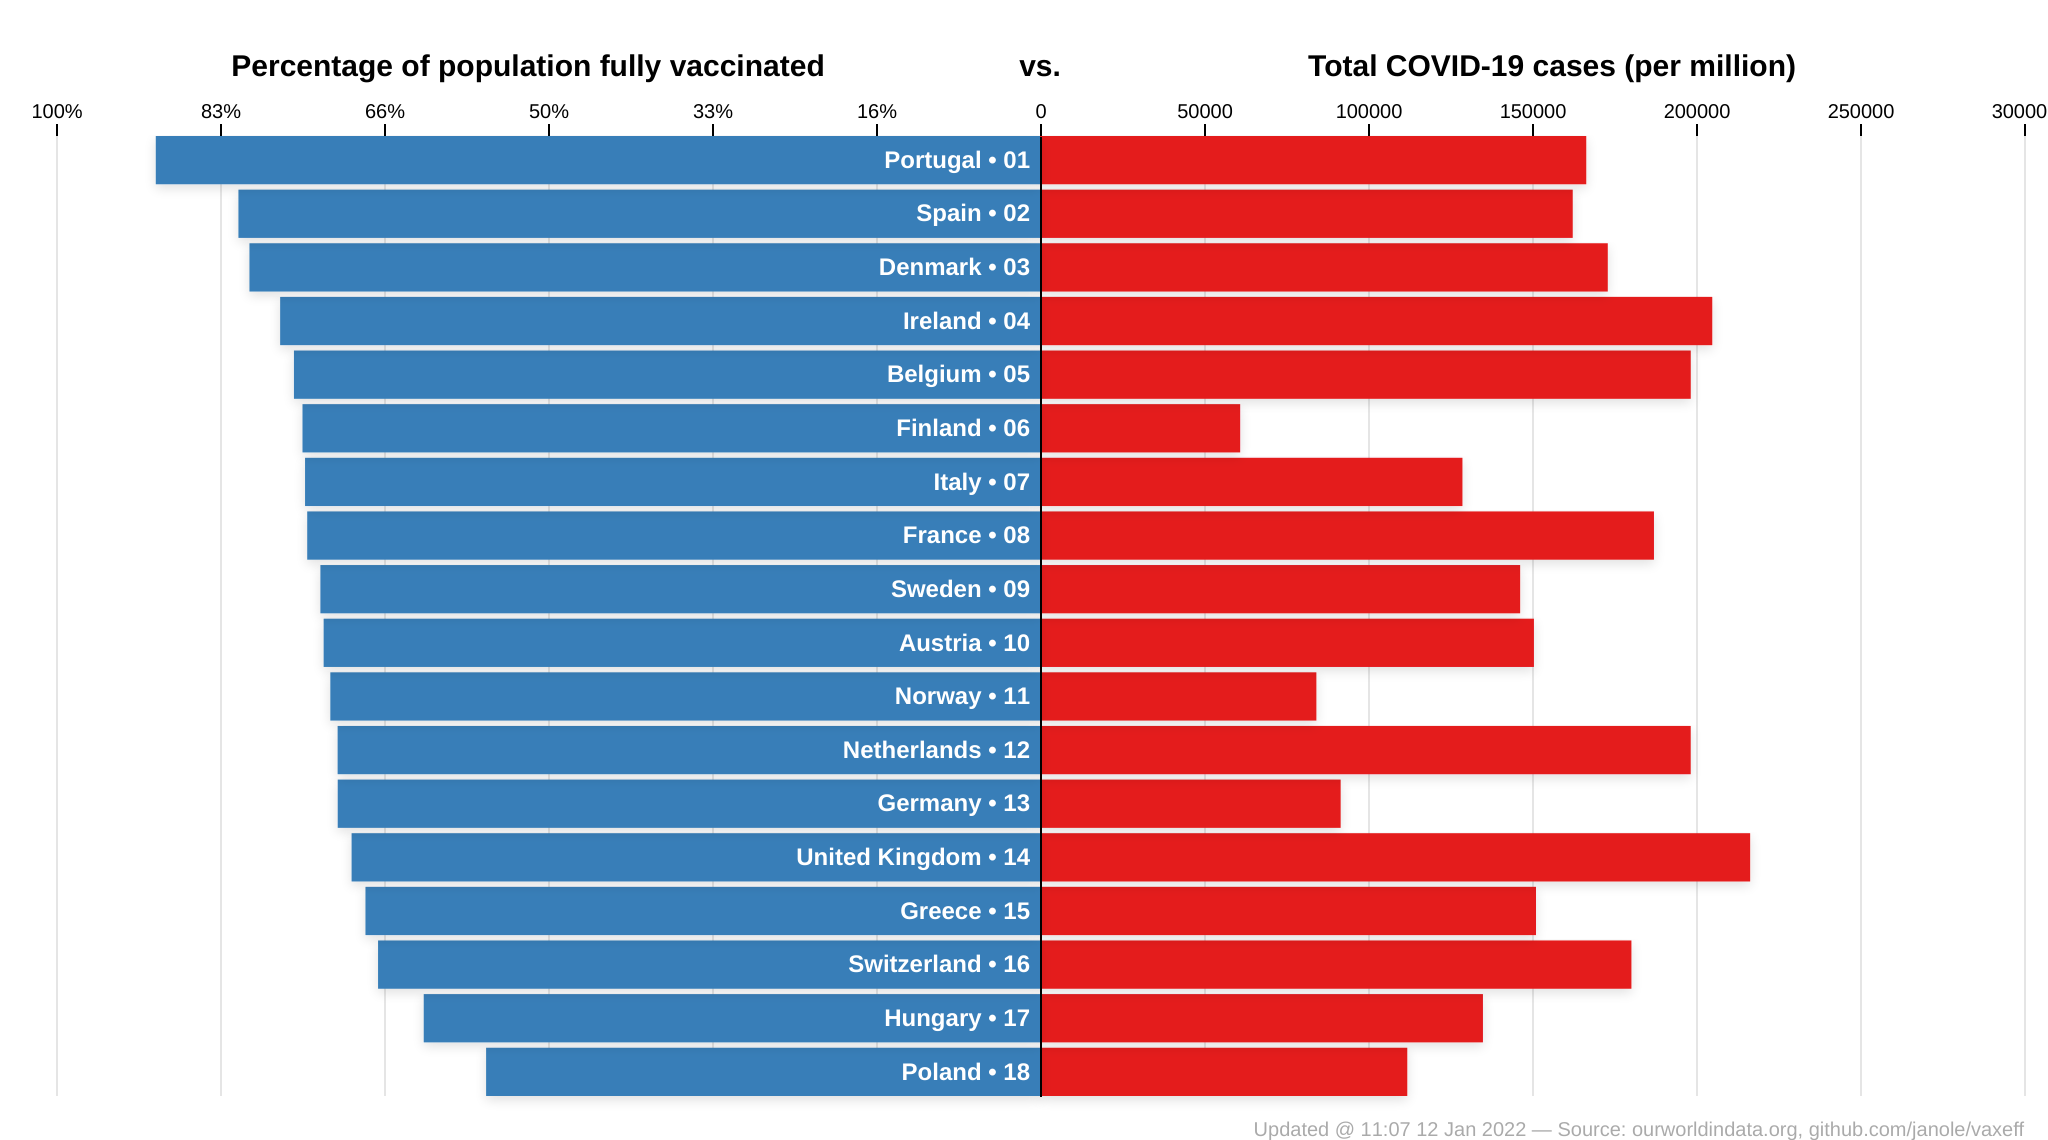 Percentage of population fully vaccinated vs. Total COVID-19 cases (per million)
100% 83% 66% 50% 33% 16% 0 50000 100000 150000 200000 250000 30000
Portugal • 01
Spain • 02
Denmark • 03
Ireland • 04
Belgium • 05
Finland • 06
Italy • 07
France • 08
Sweden • 09
Austria • 10
Norway • 11
Netherlands • 12
Germany • 13
United Kingdom • 14
Greece • 15
Switzerland • 16
Hungary • 17
Poland • 18
Updated @ 11:07 12 Jan 2022 — Source: ourworldindata.org, github.com/janole/vaxeff